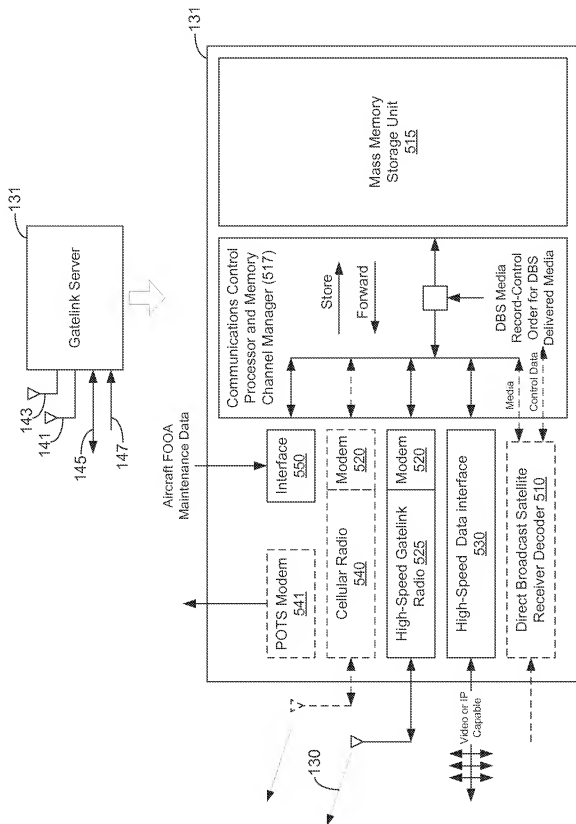 131
Gatelink Server
143
141
145
147
131
Aircraft FOOA
Maintenance Data
POTS Modem
541
Interface
550
Cellular Radio
540
Modem
520
High-Speed Gatelink
Radio 525
Modem
520
High-Speed Data interface
530
Direct Broadcast Satellite
Receiver Decoder 510
130
Video or IP
Capable
Communications Control
Processor and Memory
Channel Manager (517)
Store
Forward
DBS Media
Record-Control
Order for DBS
Delivered Media
Media
Control Data
Mass Memory
Storage Unit
515